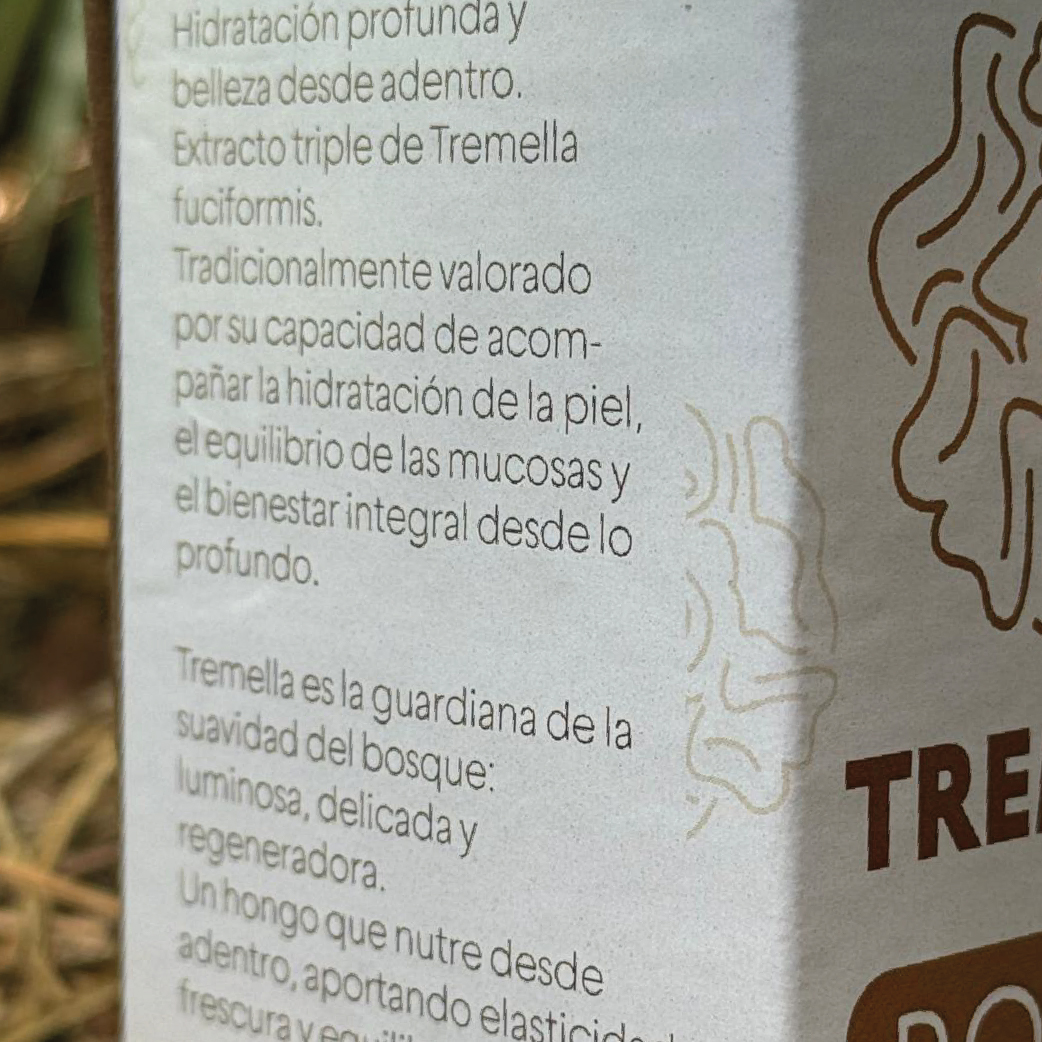 Hidratación profunda y
belleza desde adentro.
Extracto triple de Tremella
fuciformis.
Tradicionalmente valorado
por su capacidad de acom-
pañar la hidratación de la piel,
el equilibrio de las mucosas y
el bienestar integral desde lo
profundo.
Tremella es la guardiana de la
suavidad del bosque:
luminosa, delicada y
regeneradora.
Un hongo que nutre desde
adentro, aportando
frescura y
TRE